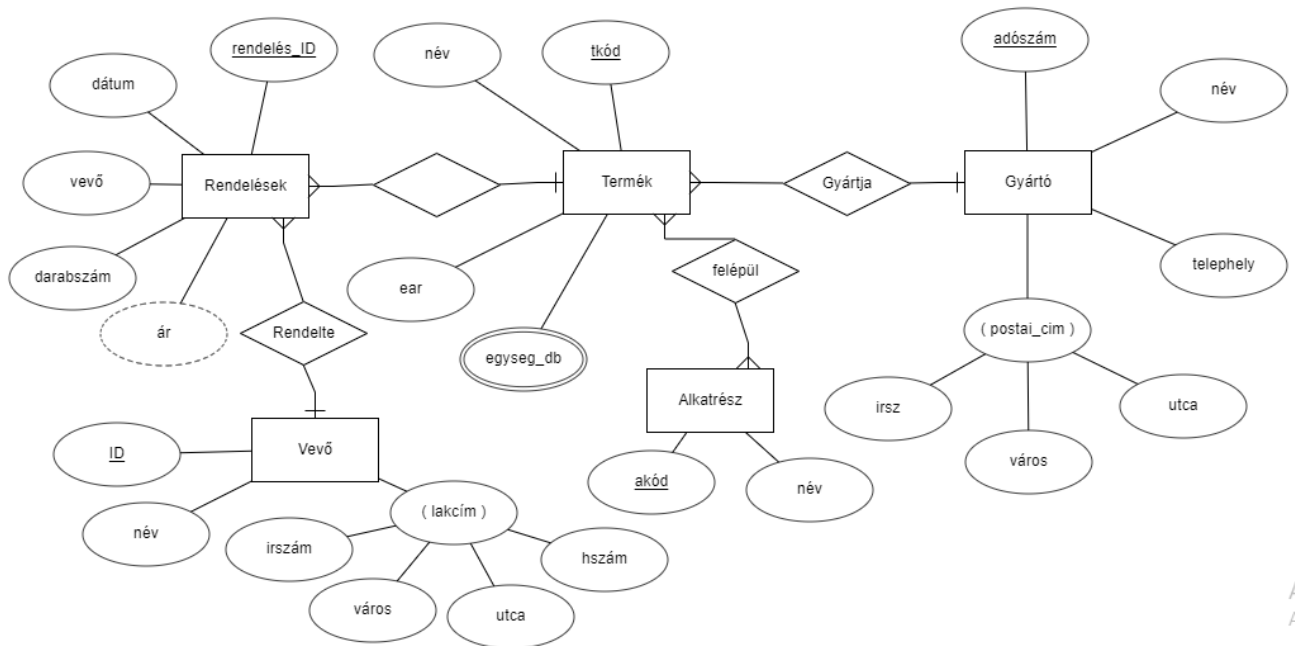 rendelés_ID
név
tkód
adószám
dátum
név
vevő
Rendelések
Termék
Gyártja
Gyártó
darabszám
ear
felépül
telephely
ár
Rendelte
egyseg_db
( postai_cim )
Alkatrész
irsz
utca
ID
Vevő
város
akód
név
név
( lakcím )
irszám
hszám
város
utca